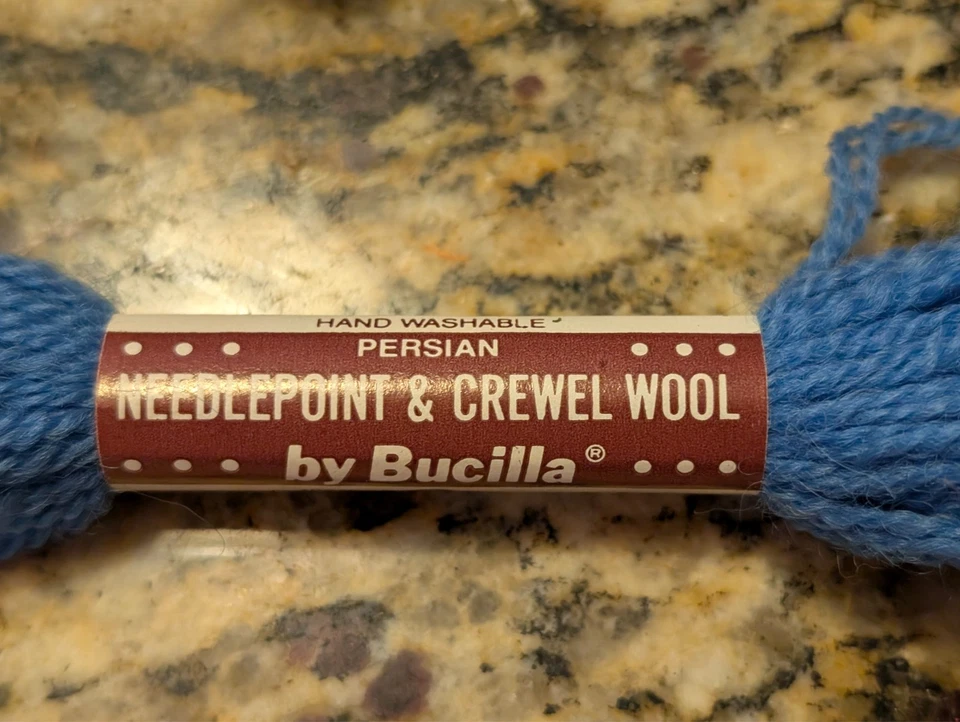 HAND WASHABLE
PERSIAN
NEEDLEPOINT & CREWEL WOOL
by Bucilla®